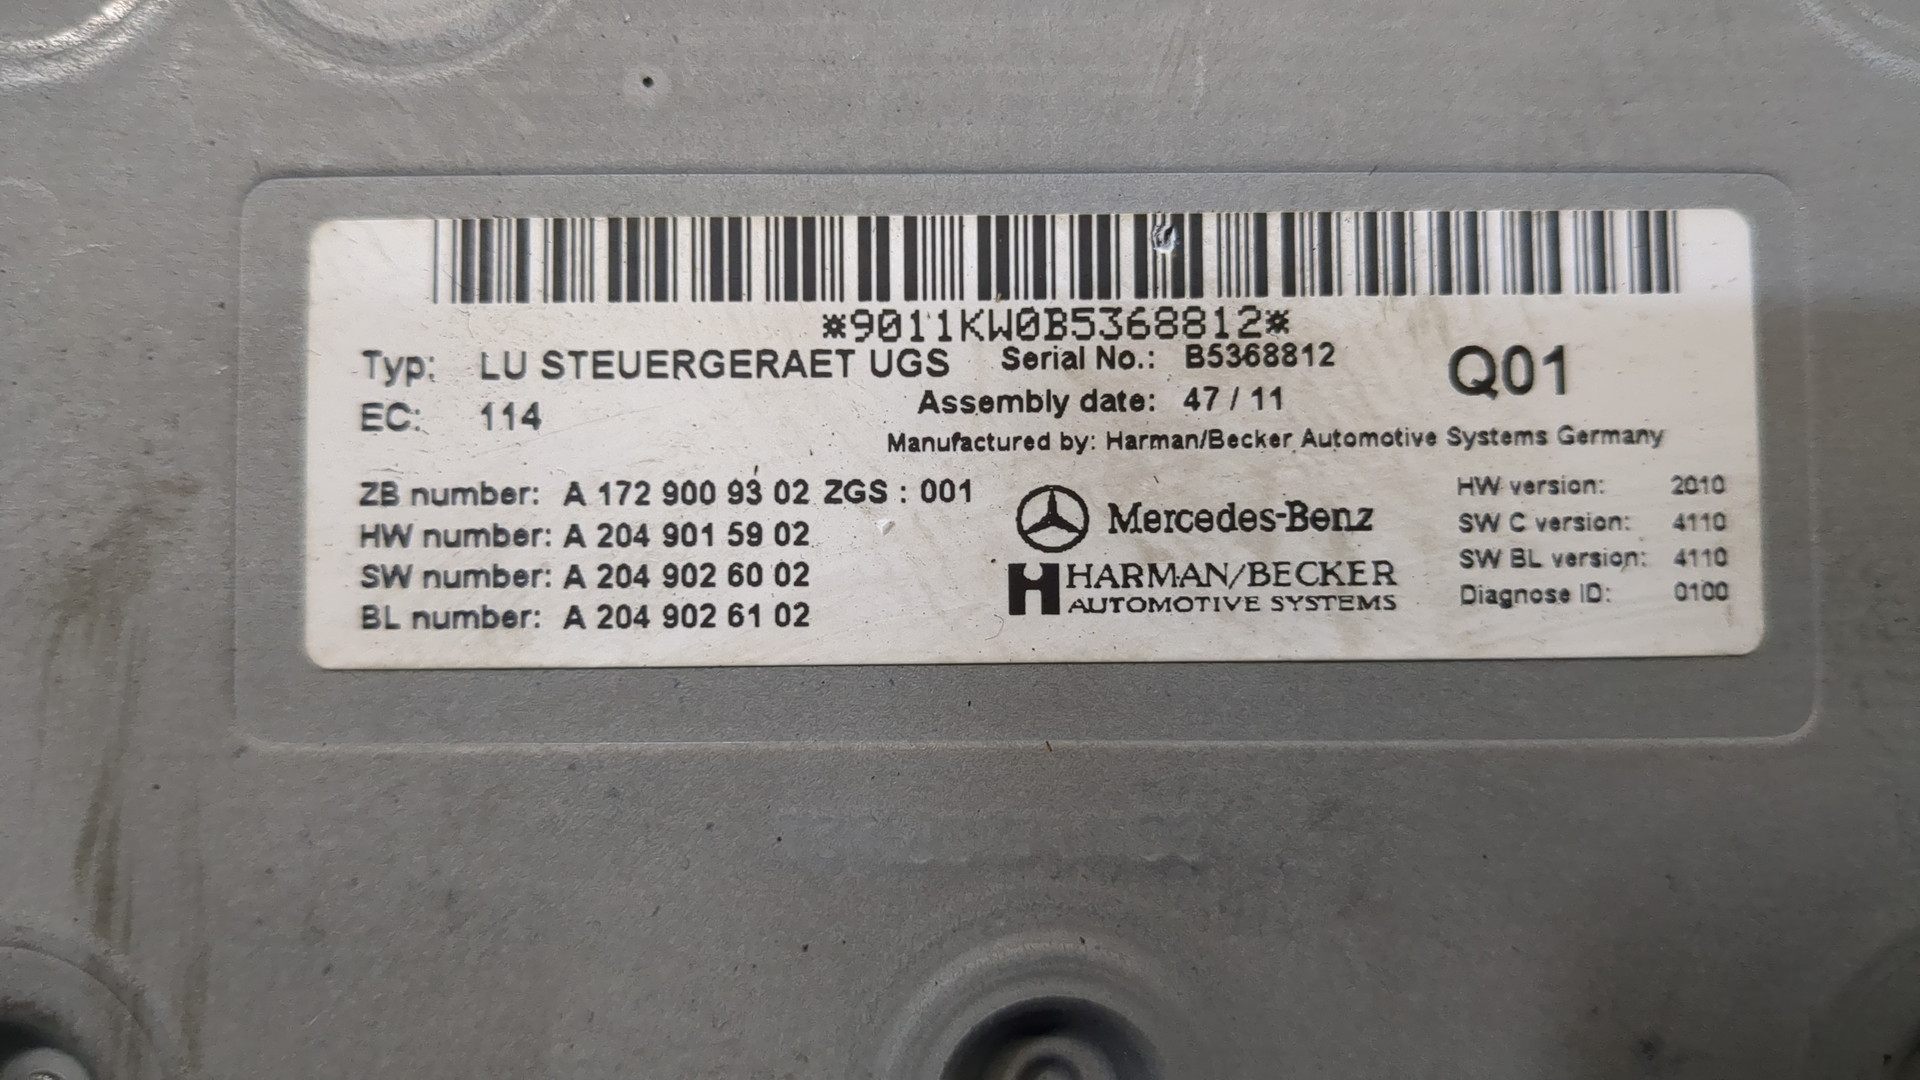 *9011KW0B5368812*
Typ: LU STEUERGERAET UGS Serial No.: B5368812 Q01
EC: 114 Assembly date: 47 / 11
Manufactured by: Harman/Becker Automotive Systems Germany
ZB number: A 172 900 93 02 ZGS : 001
HW number: A 204 901 59 02
SW number: A 204 902 60 02
BL number: A 204 902 61 02
Mercedes-Benz
HARMAN/BECKER
AUTOMOTIVE SYSTEMS
HW version: 2010
SW C version: 4110
SW BL version: 4110
Diagnose ID: 0100